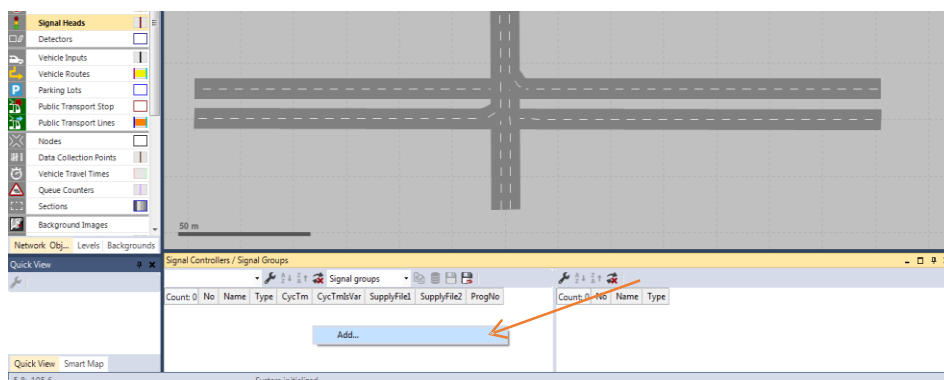 Signal Heads
Detectors
Vehicle Inputs
Vehicle Routes
P Parking Lots
Public Transport Stop
Public Transport Lines
Nodes
Data Collection Points
Vehicle Travel Times
Queue Counters
Sections
Background Images
50 m
Network Obj... Levels Backgrounds
Quick View
Signal Controllers / Signal Groups
Signal groups
Count: 0 No Name Type CycTm CycTmIsVar SupplyFile1 SupplyFile2 ProgNo
Count: 0 No Name Type
Add...
Quick View Smart Map
System initialized